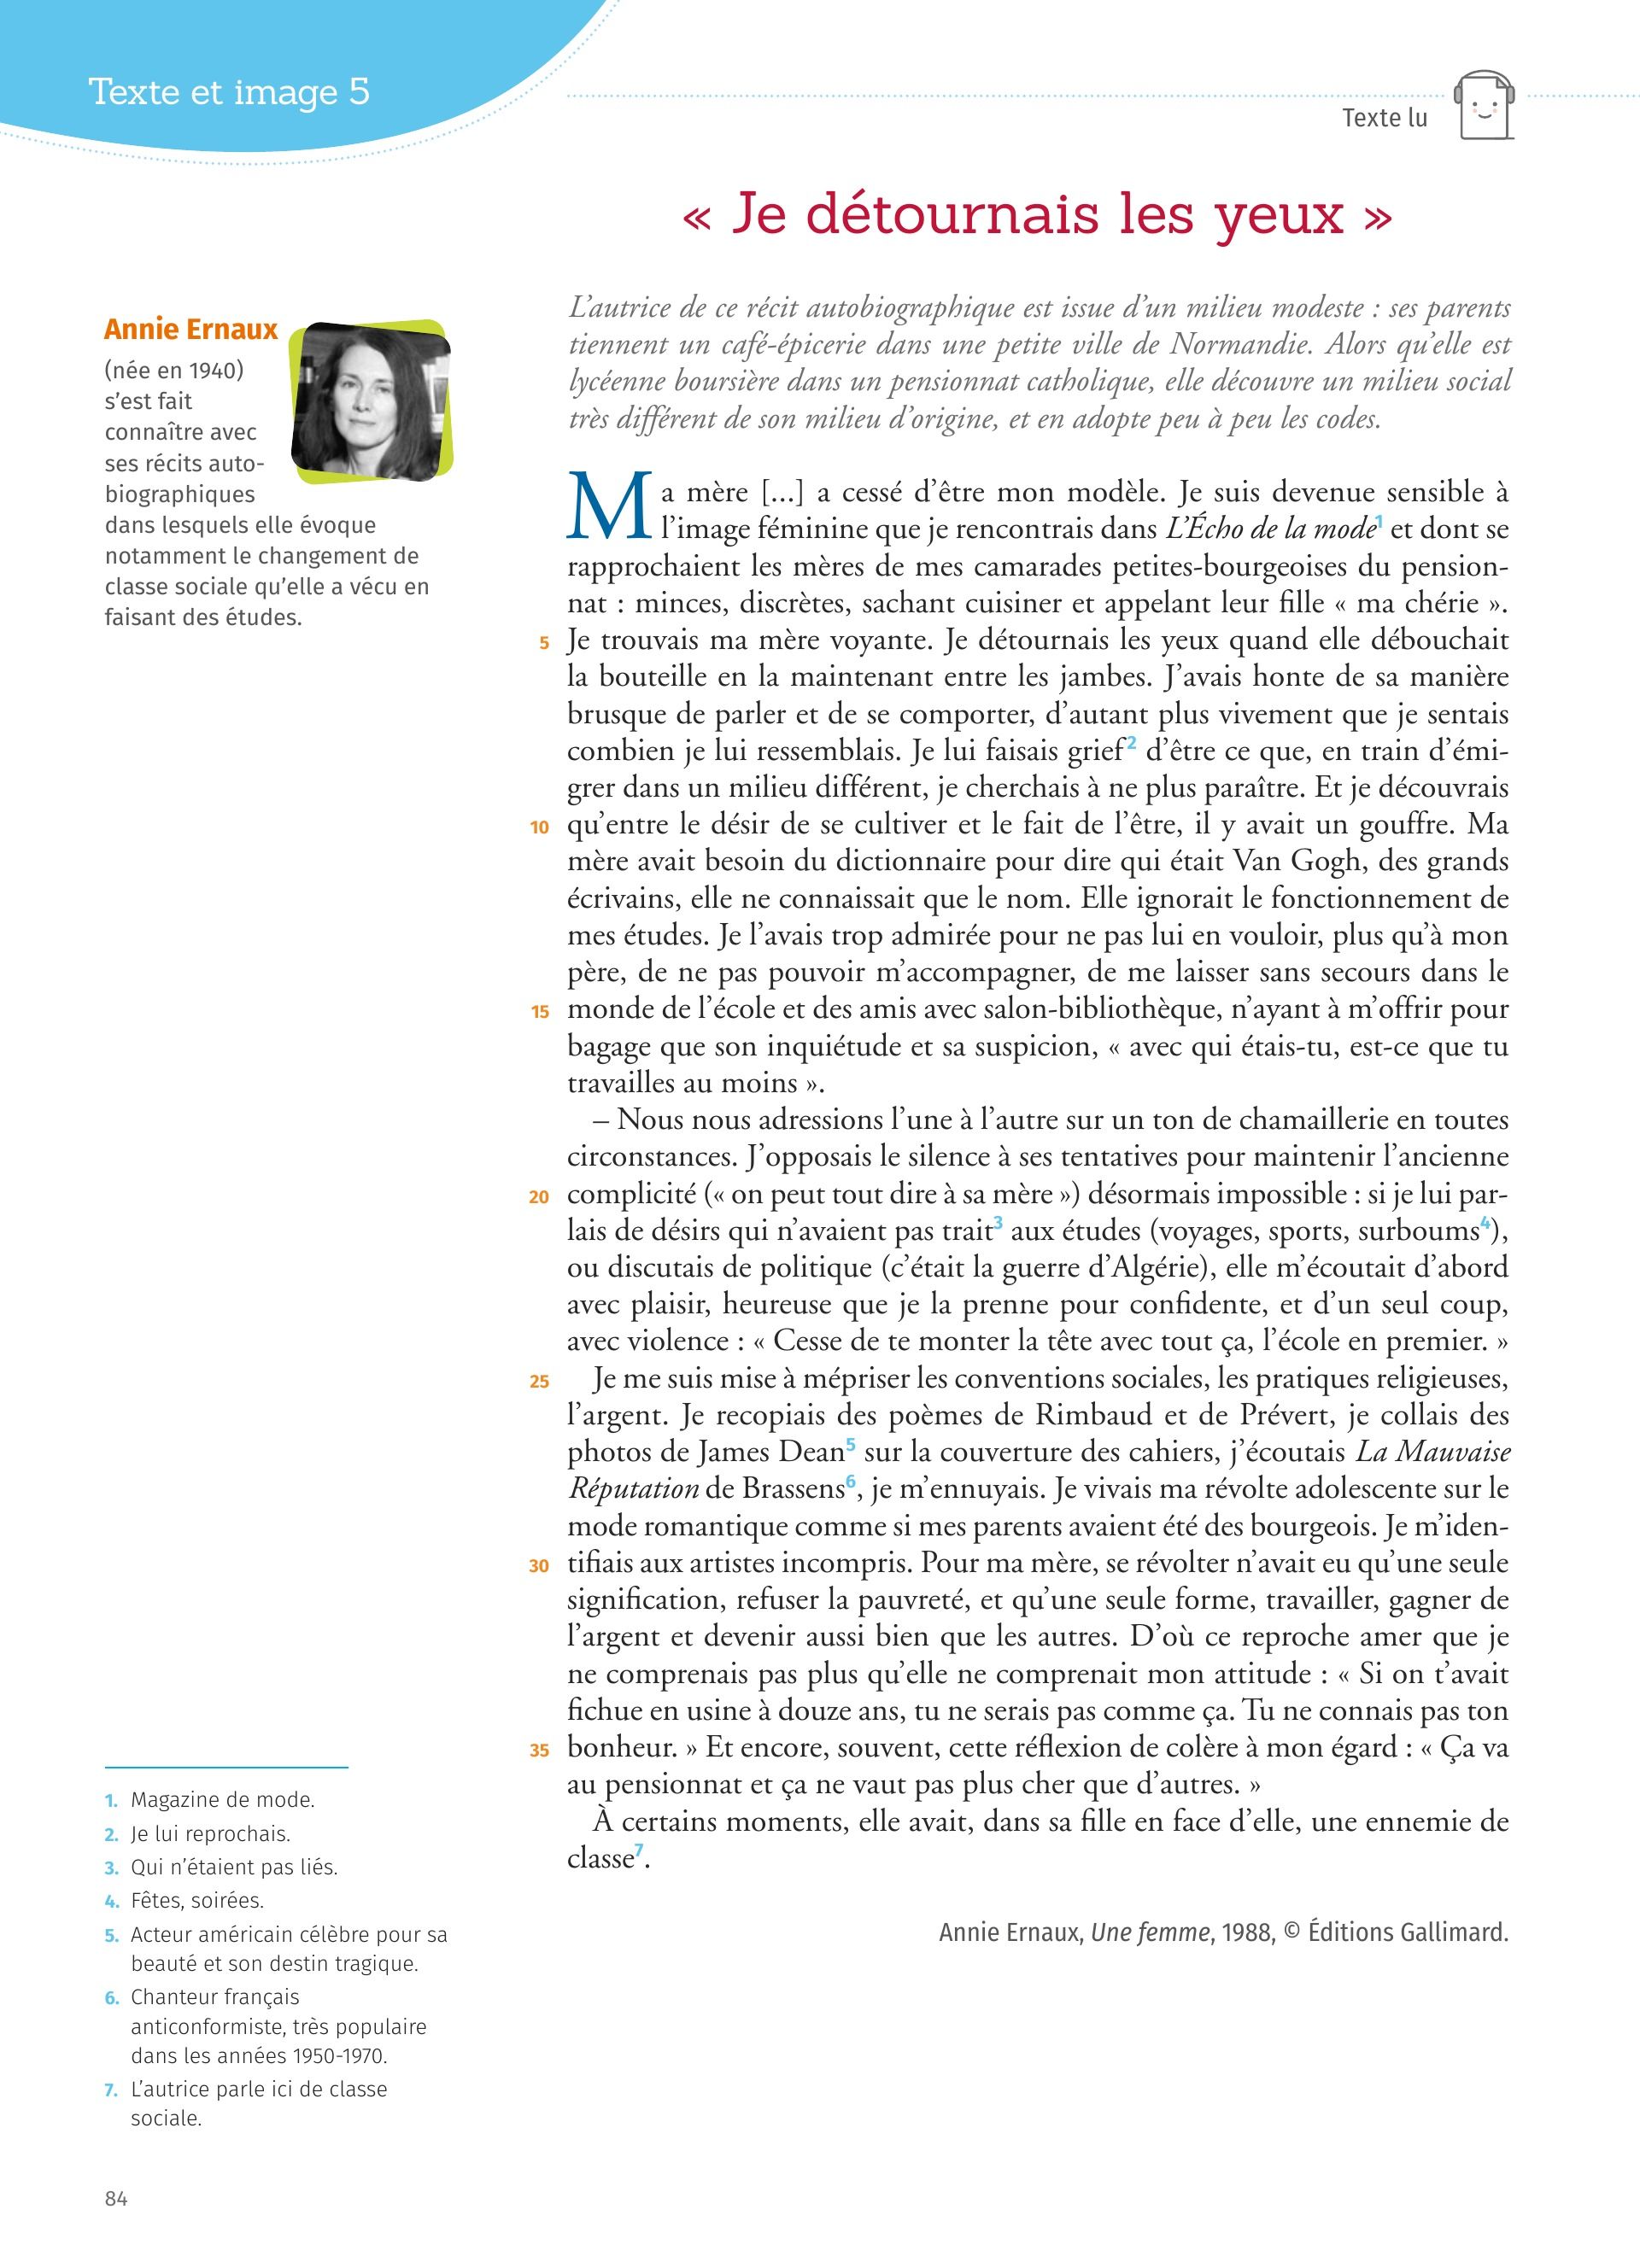 Texte et image 5
Texte lu
« Je détournais les yeux »
Annie Ernaux
(née en 1940)
s’est fait
connaître avec
ses récits auto-
biographiques
dans lesquels elle évoque
notamment le changement de
classe sociale qu’elle a vécu en
faisant des études.
L’autrice de ce récit autobiographique est issue d’un milieu modeste : ses parents
tiennent un café-épicerie dans une petite ville de Normandie. Alors qu’elle est
lycéenne boursière dans un pensionnat catholique, elle découvre un milieu social
très différent de son milieu d’origine, et en adopte peu à peu les codes.
Ma mère [...] a cessé d’être mon modèle. Je suis devenue sensible à
l’image féminine que je rencontrais dans L’Écho de la mode1 et dont se
rapprochaient les mères de mes camarades petites-bourgeoises du pension-
nat : minces, discrètes, sachant cuisiner et appelant leur fille « ma chérie ».
5 Je trouvais ma mère voyante. Je détournais les yeux quand elle débouchait
la bouteille en la maintenant entre les jambes. J’avais honte de sa manière
brusque de parler et de se comporter, d’autant plus vivement que je sentais
combien je lui ressemblais. Je lui faisais grief2 d’être ce que, en train d’émi-
grer dans un milieu différent, je cherchais à ne plus paraître. Et je découvrais
10 qu’entre le désir de se cultiver et le fait de l’être, il y avait un gouffre. Ma
mère avait besoin du dictionnaire pour dire qui était Van Gogh, des grands
écrivains, elle ne connaissait que le nom. Elle ignorait le fonctionnement de
mes études. Je l’avais trop admirée pour ne pas lui en vouloir, plus qu’à mon
père, de ne pas pouvoir m’accompagner, de me laisser sans secours dans le
15 monde de l’école et des amis avec salon-bibliothèque, n’ayant à m’offrir pour
bagage que son inquiétude et sa suspicion, « avec qui étais-tu, est-ce que tu
travailles au moins ».
– Nous nous adressions l’une à l’autre sur un ton de chamaillerie en toutes
circonstances. J’opposais le silence à ses tentatives pour maintenir l’ancienne
20 complicité (« on peut tout dire à sa mère ») désormais impossible : si je lui par-
lais de désirs qui n’avaient pas trait3 aux études (voyages, sports, surboums4),
ou discutais de politique (c’était la guerre d’Algérie), elle m’écoutait d’abord
avec plaisir, heureuse que je la prenne pour confidente, et d’un seul coup,
avec violence : « Cesse de te monter la tête avec tout ça, l’école en premier. »
25 Je me suis mise à mépriser les conventions sociales, les pratiques religieuses,
l’argent. Je recopiais des poèmes de Rimbaud et de Prévert, je collais des
photos de James Dean5 sur la couverture des cahiers, j’écoutais La Mauvaise
Réputation de Brassens6, je m’ennuyais. Je vivais ma révolte adolescente sur le
mode romantique comme si mes parents avaient été des bourgeois. Je m’iden-
30 tifiais aux artistes incompris. Pour ma mère, se révolter n’avait eu qu’une seule
signification, refuser la pauvreté, et qu’une seule forme, travailler, gagner de
l’argent et devenir aussi bien que les autres. D’où ce reproche amer que je
ne comprenais pas plus qu’elle ne comprenait mon attitude : « Si on t’avait
fichue en usine à douze ans, tu ne serais pas comme ça. Tu ne connais pas ton
35 bonheur. » Et encore, souvent, cette réflexion de colère à mon égard : « Ça va
au pensionnat et ça ne vaut pas plus cher que d’autres. »
À certains moments, elle avait, dans sa fille en face d’elle, une ennemie de
classe7.
Annie Ernaux, Une femme, 1988, © Éditions Gallimard.
1. Magazine de mode.
2. Je lui reprochais.
3. Qui n’étaient pas liés.
4. Fêtes, soirées.
5. Acteur américain célèbre pour sa
beauté et son destin tragique.
6. Chanteur français
anticonformiste, très populaire
dans les années 1950-1970.
7. L’autrice parle ici de classe
sociale.
84